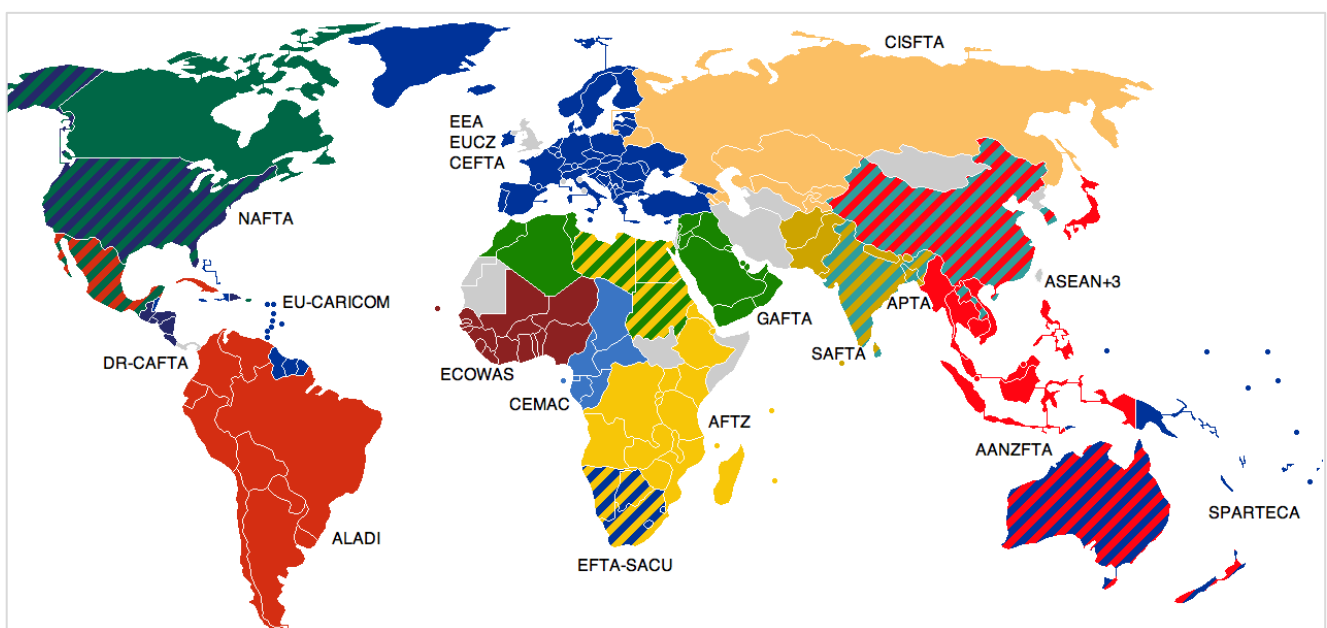 CISFTA
EEA
EUCZ
CEFTA
NAFTA
EU-CARICOM
ASEAN+3
APTA
GAFTA
SAFTA
DR-CAFTA
ECOWAS
CEMAC
AFTZ
AANZFTA
SPARTECA
ALADI
EFTA-SACU